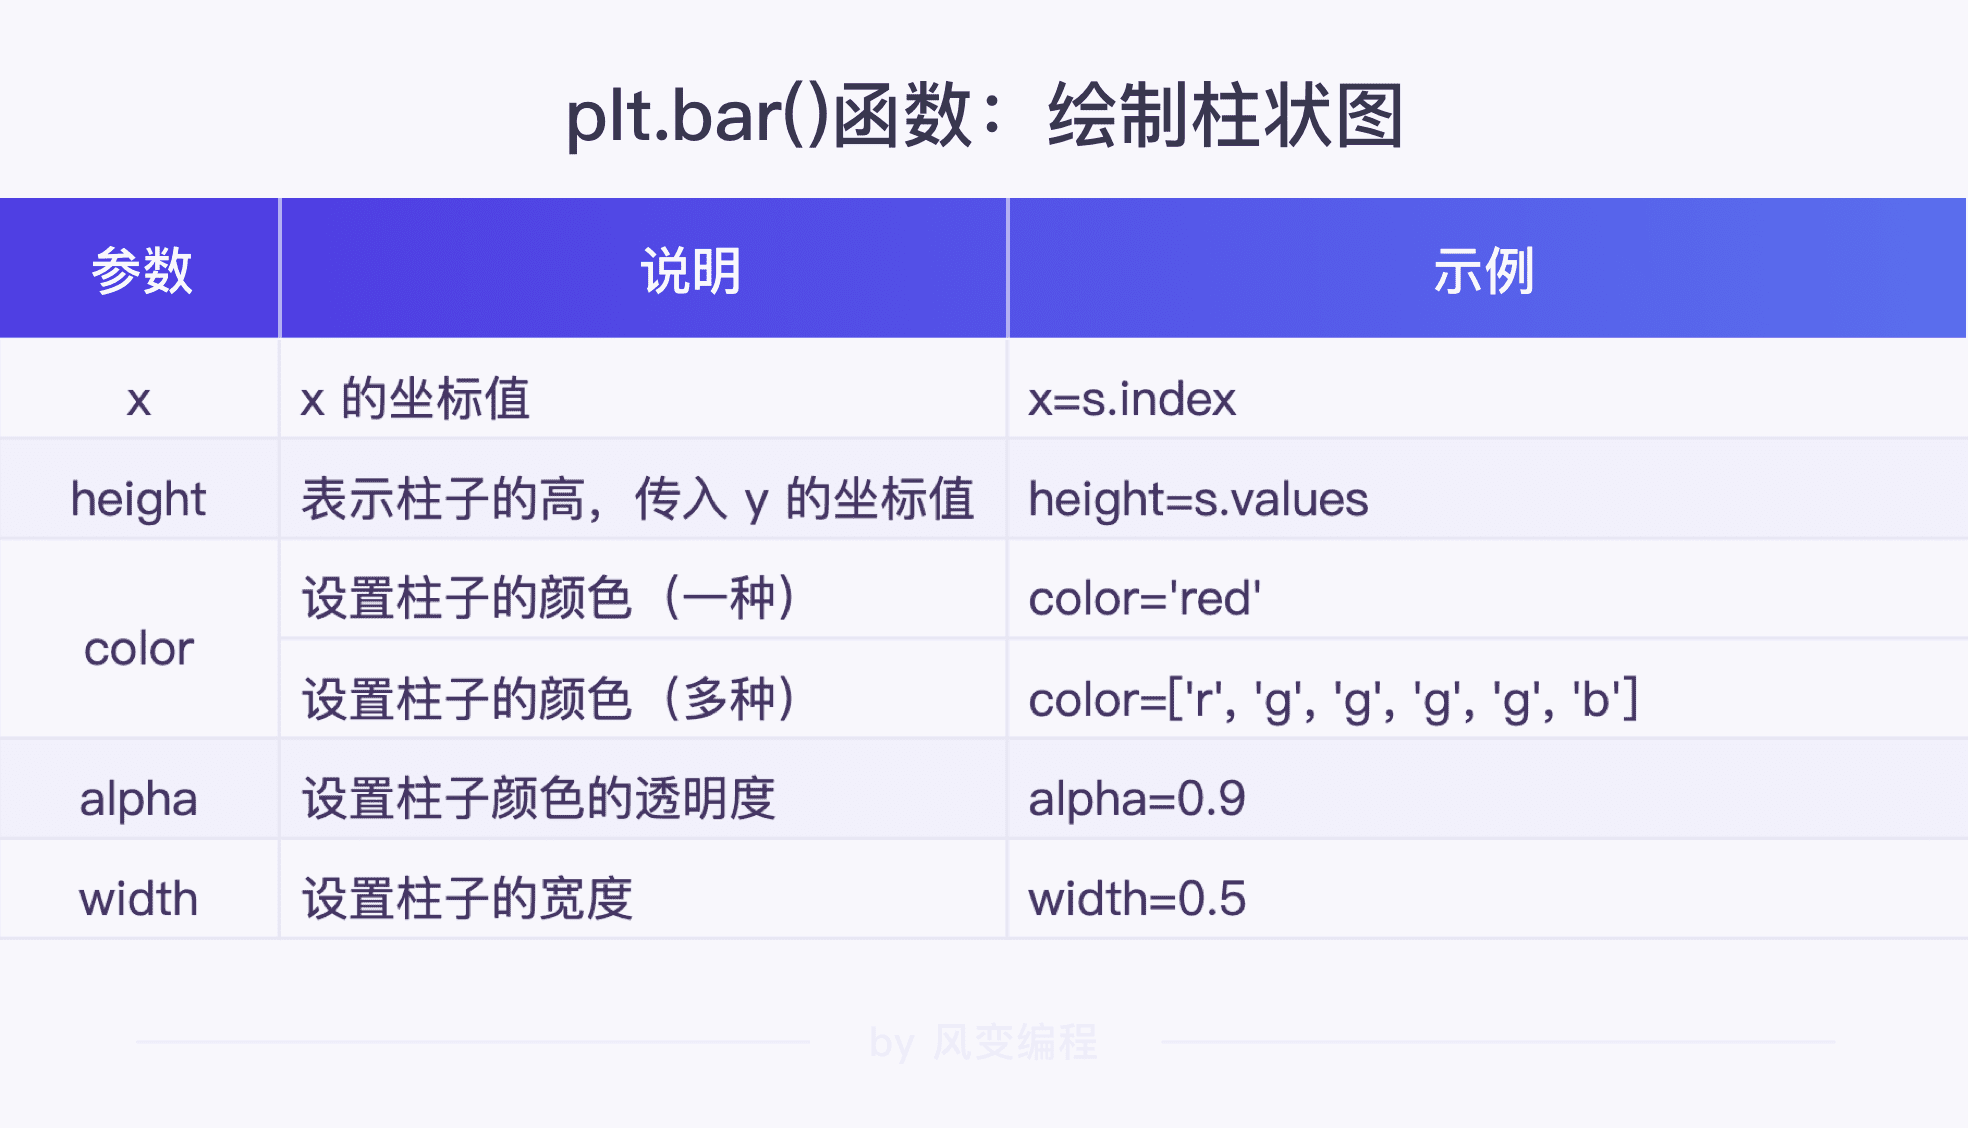 plt.bar()函数：绘制柱状图
参数 说明 示例
x x 的坐标值 x=s.index
height 表示柱子的高，传入 y 的坐标值 height=s.values
color
设置柱子的颜色（一种） color='red'
设置柱子的颜色（多种） color=['r', 'g', 'g', 'g', 'g', 'b']
alpha 设置柱子颜色的透明度 alpha=0.9
width 设置柱子的宽度 width=0.5
by 风变编程